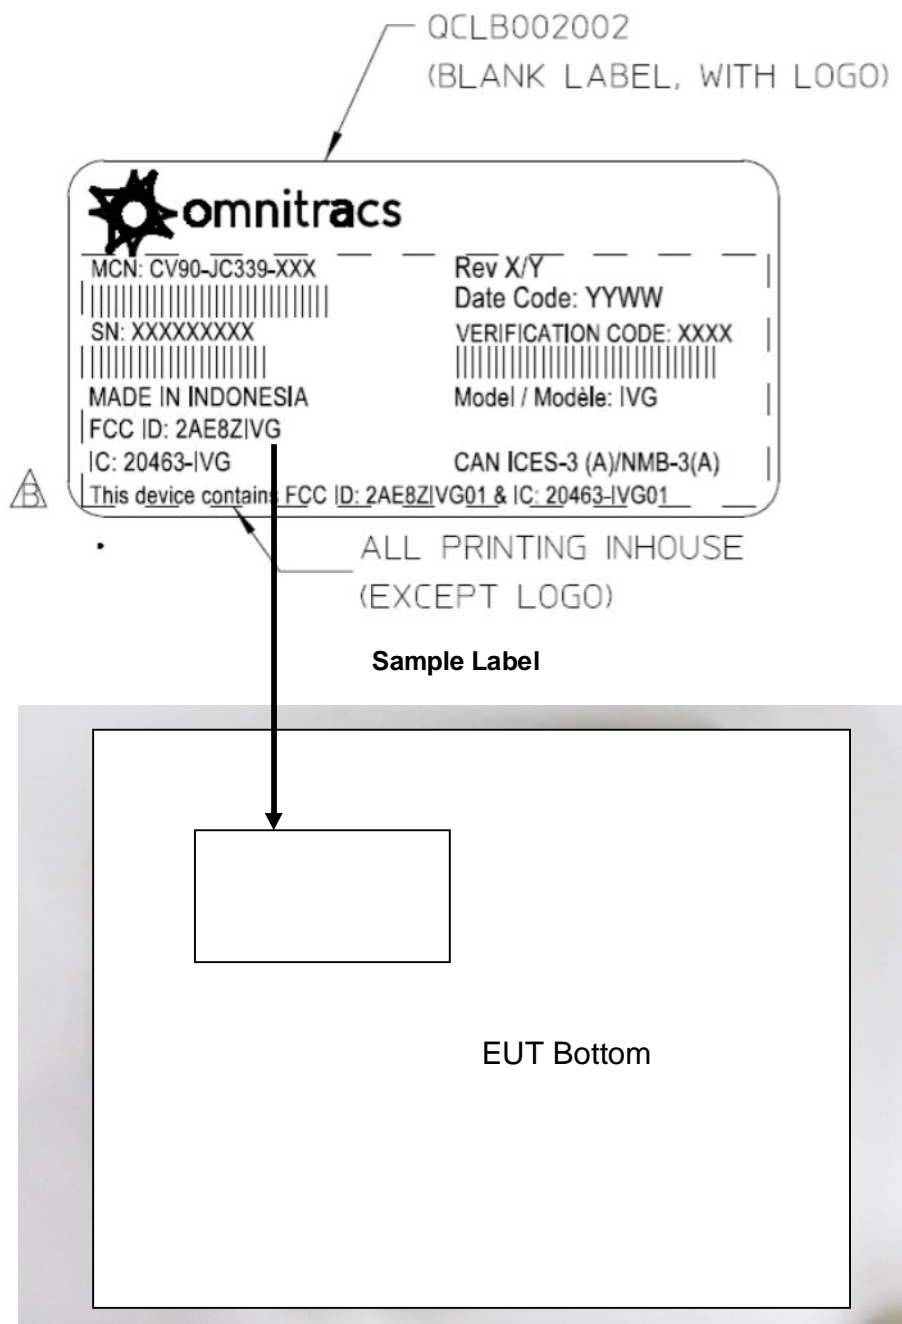 QCLB002002
(BLANK LABEL, WITH LOGO)
omnitracs
MCN: CV90-JC339-XXX
Rev X/Y
Date Code: YYWW
SN: XXXXXXXXX
VERIFICATION CODE: XXXX
MADE IN INDONESIA
Model / Modèle: IVG
FCC ID: 2AE8ZIVG
IC: 20463-IVG
CAN ICES-3 (A)/NMB-3(A)
B
This device contains FCC ID: 2AE8ZIVG01 & IC: 20463-IVG01
ALL PRINTING INHOUSE
(EXCEPT LOGO)
Sample Label
EUT Bottom